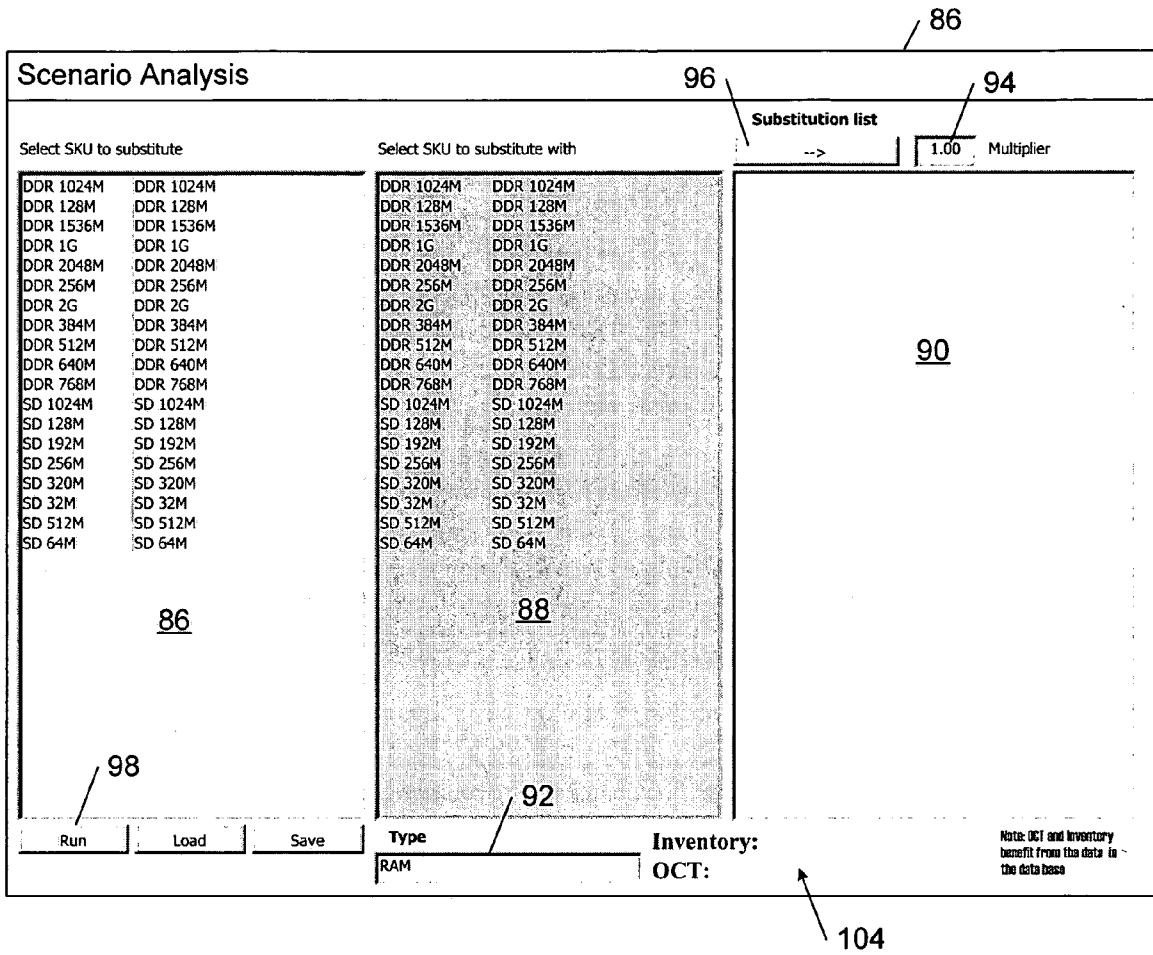 86
Scenario Analysis
96
94
Substitution list
Select SKU to substitute
Select SKU to substitute with
-->
1.00
Multiplier
DDR 1024M DDR 1024M
DDR 128M DDR 128M
DDR 1536M DDR 1536M
DDR 1G DDR 1G
DDR 2048M DDR 2048M
DDR 256M DDR 256M
DDR 2G DDR 2G
DDR 384M DDR 384M
DDR 512M DDR 512M
DDR 640M DDR 640M
DDR 768M DDR 768M
SD 1024M SD 1024M
SD 128M SD 128M
SD 192M SD 192M
SD 256M SD 256M
SD 320M SD 320M
SD 32M SD 32M
SD 512M SD 512M
SD 64M SD 64M
86
DDR 1024M DDR 1024M
DDR 128M DDR 128M
DDR 1536M DDR 1536M
DDR 1G DDR 1G
DDR 2048M DDR 2048M
DDR 256M DDR 256M
DDR 2G DDR 2G
DDR 384M DDR 384M
DDR 512M DDR 512M
DDR 640M DDR 640M
DDR 768M DDR 768M
SD 1024M SD 1024M
SD 128M SD 128M
SD 192M SD 192M
SD 256M SD 256M
SD 320M SD 320M
SD 32M SD 32M
SD 512M SD 512M
SD 64M SD 64M
88
90
98
92
Run
Load
Save
Type
RAM
Inventory:
OCT:
Note: OCT and Inventory
benefit from tha data in
the data base
104